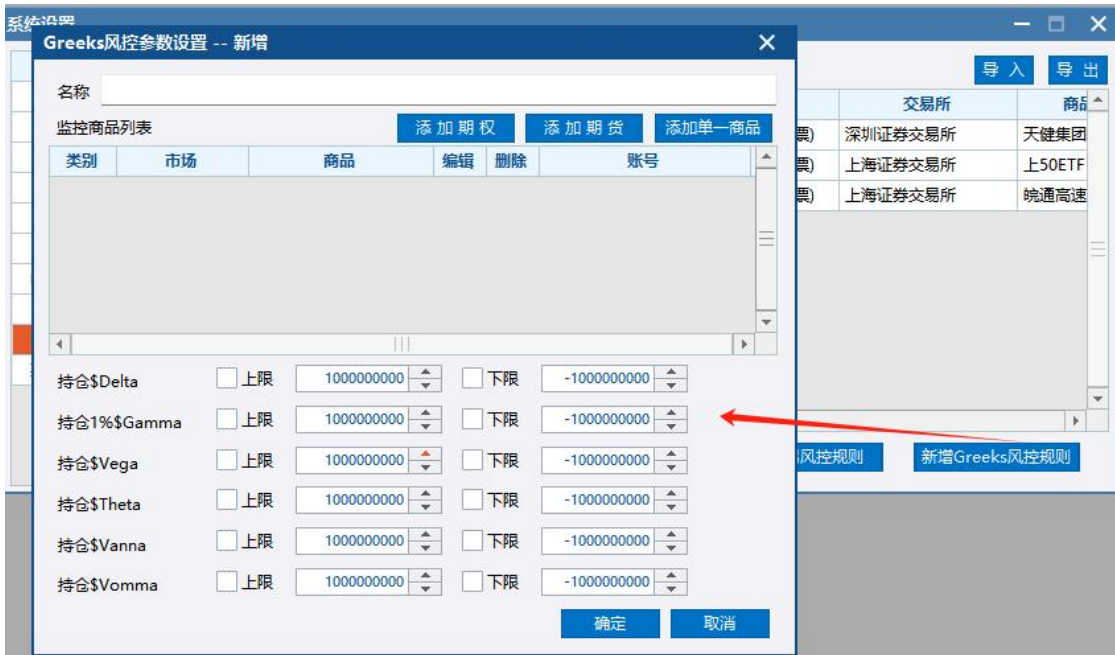 系统设置
Greeks风控参数设置 -- 新增
导 入 导 出
名称
监控商品列表 添 加 期 权 添 加 期 货 添加单一商品
类别 市场 商品 编辑 删除 账号
交易所 商品
票) 深圳证券交易所 天健集团
票) 上海证券交易所 上50ETF
票) 上海证券交易所 皖通高速
持仓$Delta 上限 1000000000 下限 -1000000000
持仓1%$Gamma 上限 1000000000 下限 -1000000000
风控规则 新增Greeks风控规则
持仓$Vega 上限 1000000000 下限 -1000000000
持仓$Theta 上限 1000000000 下限 -1000000000
持仓$Vanna 上限 1000000000 下限 -1000000000
持仓$Vomma 上限 1000000000 下限 -1000000000
确定 取消